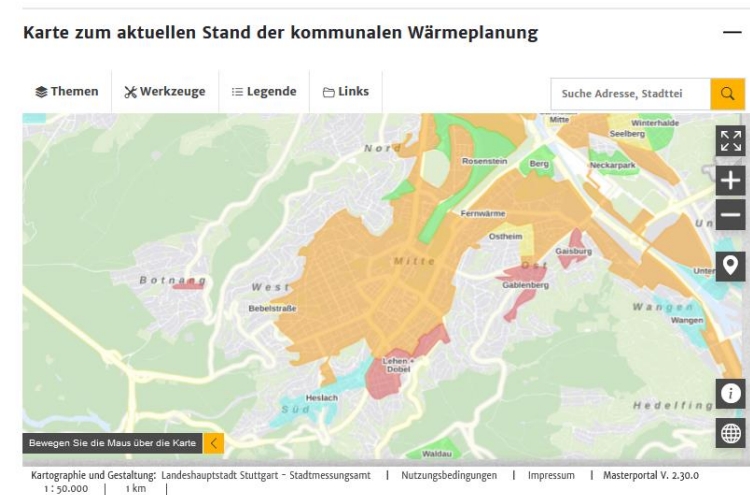 Karte zum aktuellen Stand der kommunalen Wärmeplanung
Themen Werkzeuge Legende Links
Suche Adresse, Stadttei
Mitte
Winterhalde
Seelberg
Nord
Rosenstein
Berg
Neckarpark
Fernwärme
Un
Ostheim
Gaisburg
Mitte
Ost
Unter
Botnang
West
Gablenberg
Bebelstraße
Wangen
Wangen
Lehen +
Dobel
Heslach
Süd
Hedelfing
Bewegen Sie die Maus über die Karte
Waldau
Kartographie und Gestaltung: Landeshauptstadt Stuttgart - Stadtmessungsamt | Nutzungsbedingungen | Impressum | Masterportal V. 2.30.0
1 : 50.000 | 1 km |